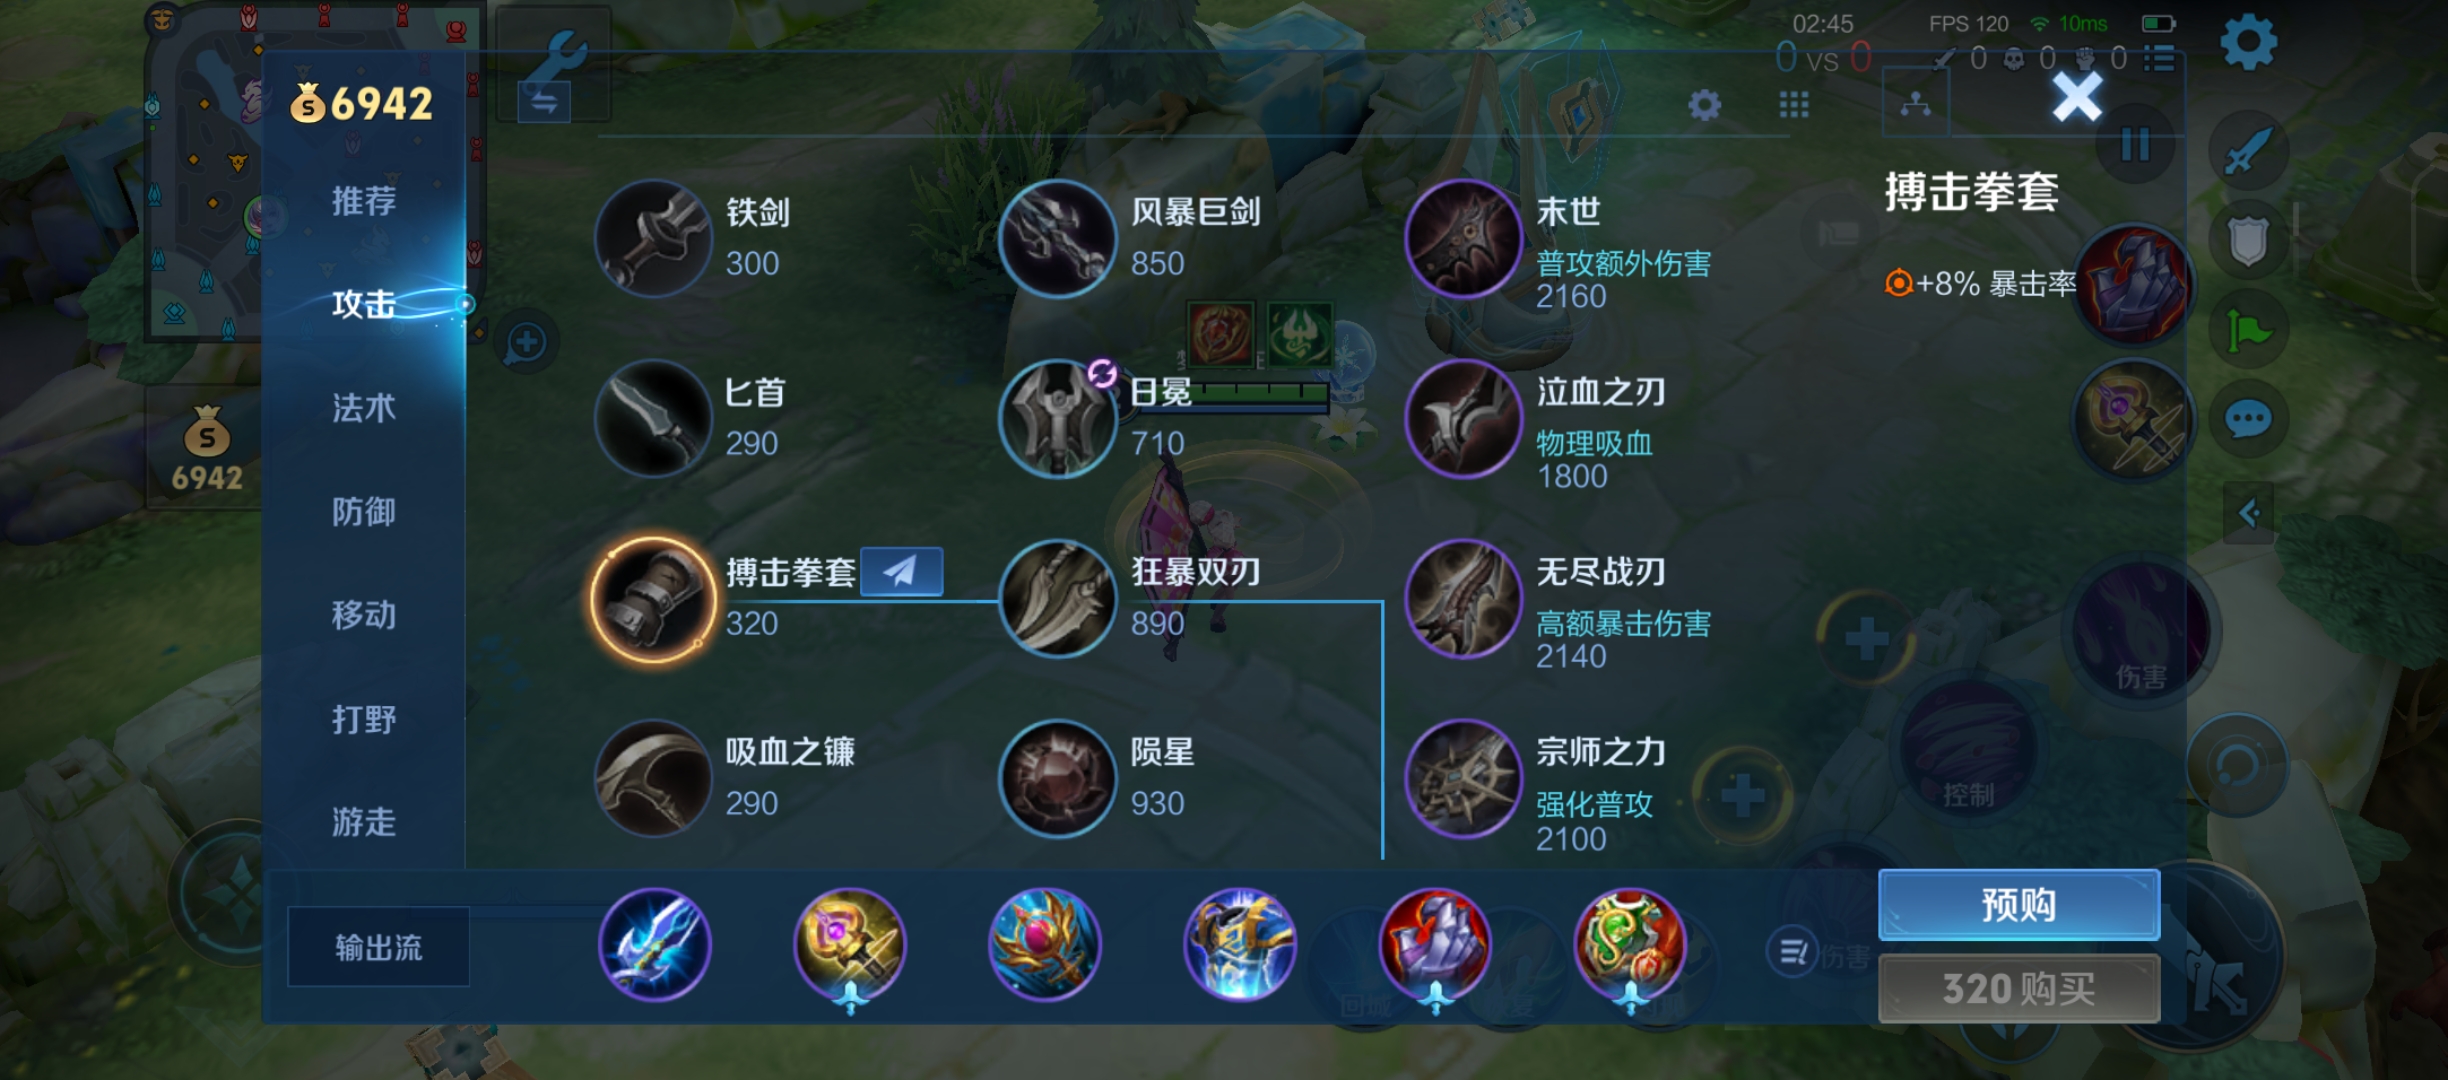 02:45
FPS 120
10ms
0 VS 0
0
0
0
6942
推荐
攻击
法术
防御
移动
打野
游走
6942
铁剑
300
风暴巨剑
850
末世
普攻额外伤害
2160
匕首
290
日冕
710
泣血之刃
物理吸血
1800
搏击拳套
320
狂暴双刃
890
无尽战刃
高额暴击伤害
2140
吸血之镰
290
陨星
930
宗师之力
强化普攻
2100
搏击拳套
+8% 暴击率
伤害
控制
伤害
回城
输出流
预购
320 购买